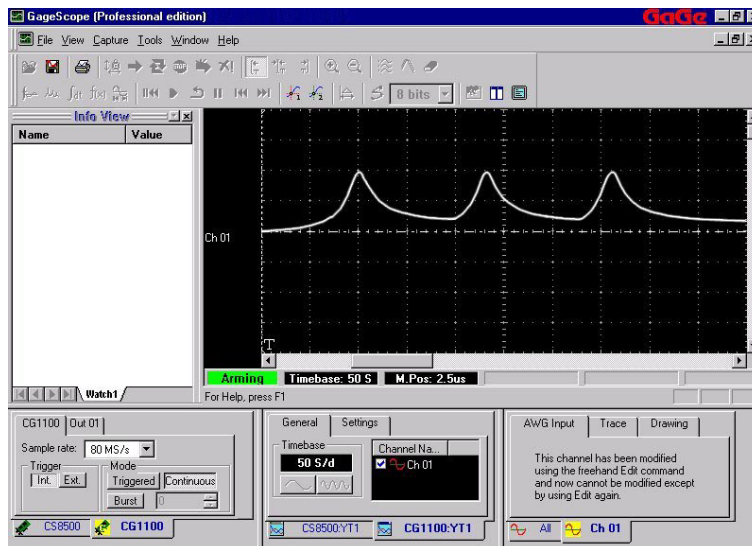 GageScope (Professional edition)
GaGe
File View Capture Tools Window Help
8 bits
Info View
Name Value
Ch 01
T
Watch1
Arming Timebase: 50 S M.Pos: 2.5us
For Help, press F1
CG1100 Out 01
Sample rate: 80 MS/s
Trigger
Int. Ext.
Mode
Triggered Continuous
Burst 0
CS8500 CG1100
General Settings
Timebase
50 S/d
Channel Na...
Ch 01
CS8500:YT1 CG1100:YT1
AWG Input Trace Drawing
This channel has been modified
using the freehand Edit command
and now cannot be modified except
by using Edit again.
All Ch 01